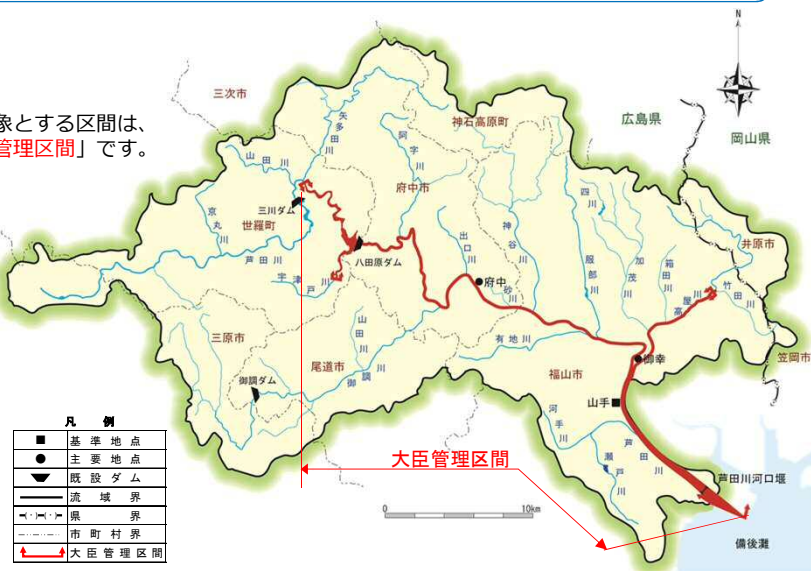 象とする区間は、
管理区間」です。
N
三次市
矢多田川
阿字川
神石高原町
広島県
岡山県
山田川
府中市
京丸川
三川ダム
世羅町
芦田川
宇津戸川
八田原ダム
出口川
神谷川
四川
服部川
加茂川
箱田川
高屋川
竹田川
井原市
府中
砂川
三原市
山田川
尾道市
御調川
御調ダム
有地川
福山市
御幸
笠岡市
山手
河手川
瀬戸川
芦田川
大臣管理区間
芦田川河口堰
備後灘
0
10km
凡例
基準地点
主要地点
既設ダム
流域界
県界
市町村界
大臣管理区間